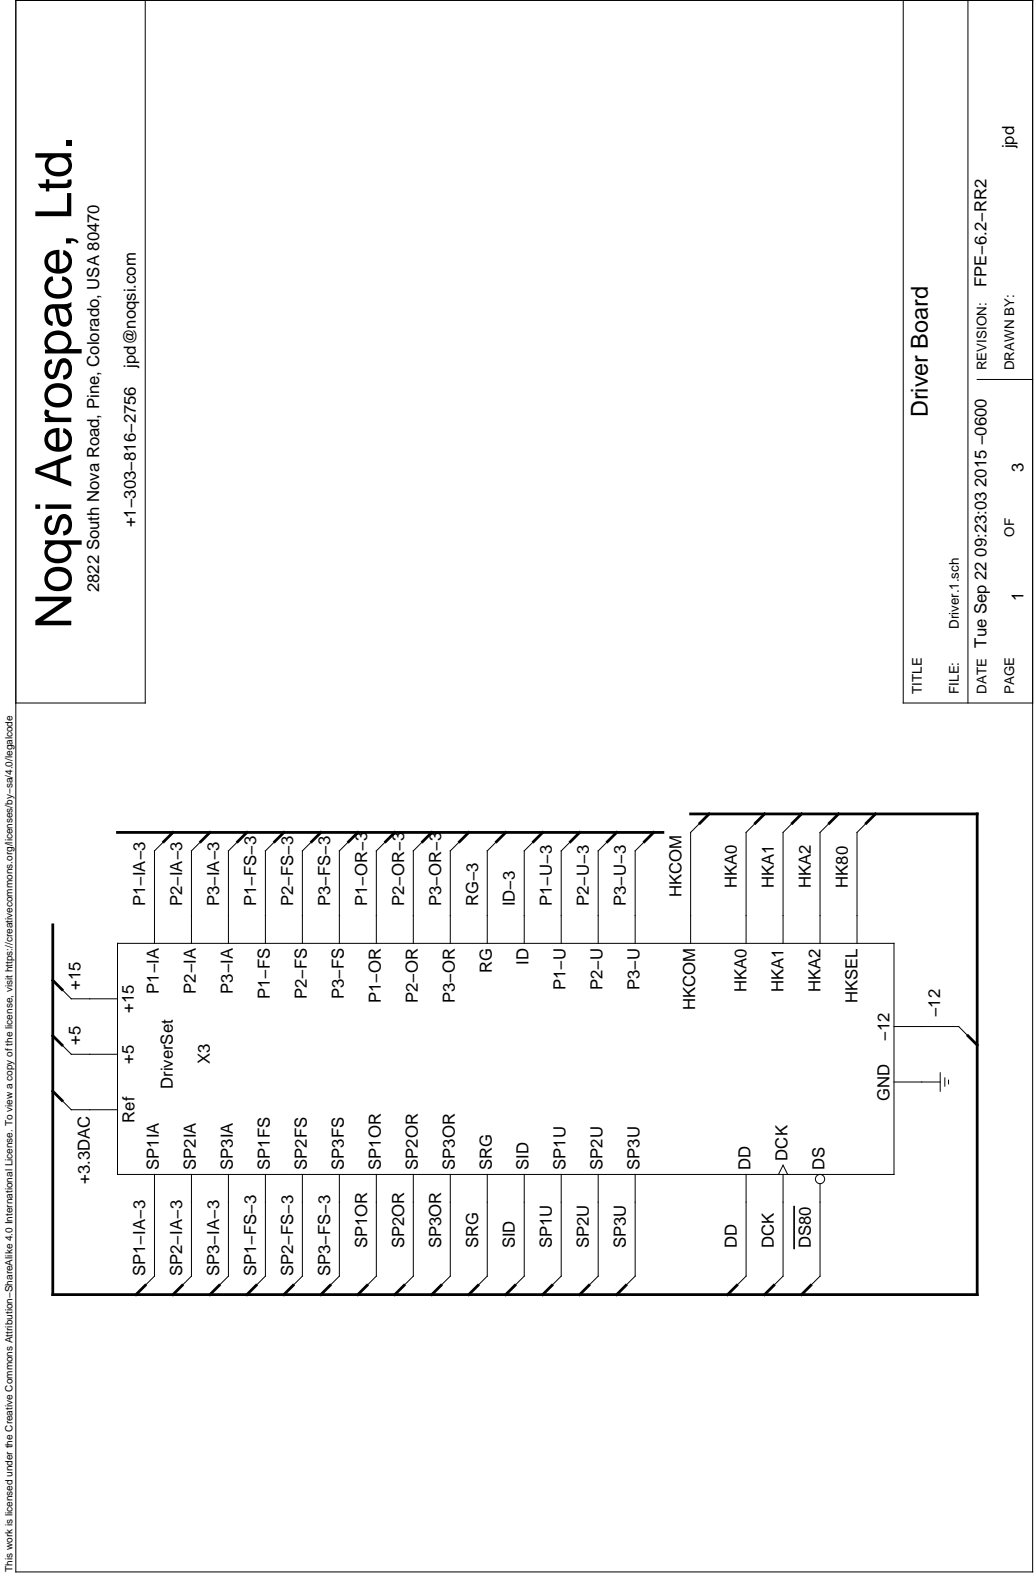 This work is licensed under the Creative Commons Attribution−ShareAlike 4.0 International License. To view a copy of the license, visit https://creativecommons.org/licenses/by−sa/4.0/legalcode
Noqsi Aerospace, Ltd.
2822 South Nova Road, Pine, Colorado, USA 80470
+1−303−816−2756 jpd@noqsi.com
+3.3DAC
+5
+15
Ref
+5
+15
DriverSet
X3
SP1−IA−3 SP1IA P1−IA P1−IA−3
SP2−IA−3 SP2IA P2−IA P2−IA−3
SP3−IA−3 SP3IA P3−IA P3−IA−3
SP1−FS−3 SP1FS P1−FS P1−FS−3
SP2−FS−3 SP2FS P2−FS P2−FS−3
SP3−FS−3 SP3FS P3−FS P3−FS−3
SP1OR SP1OR P1−OR P1−OR−3
SP2OR SP2OR P2−OR P2−OR−3
SP3OR SP3OR P3−OR P3−OR−3
SRG SRG RG RG−3
SID SID ID ID−3
SP1U SP1U P1−U P1−U−3
SP2U SP2U P2−U P2−U−3
SP3U SP3U P3−U P3−U−3
HKCOM HKCOM
DD DD HKA0 HKA0
DCK DCK HKA1 HKA1
DS80 DS HKA2 HKA2
HKSEL HK80
GND
−12
−12
TITLE
Driver Board
FILE: Driver.1.sch
DATE Tue Sep 22 09:23:03 2015 −0600
REVISION: FPE−6.2−RR2
PAGE 1 OF 3
DRAWN BY: jpd